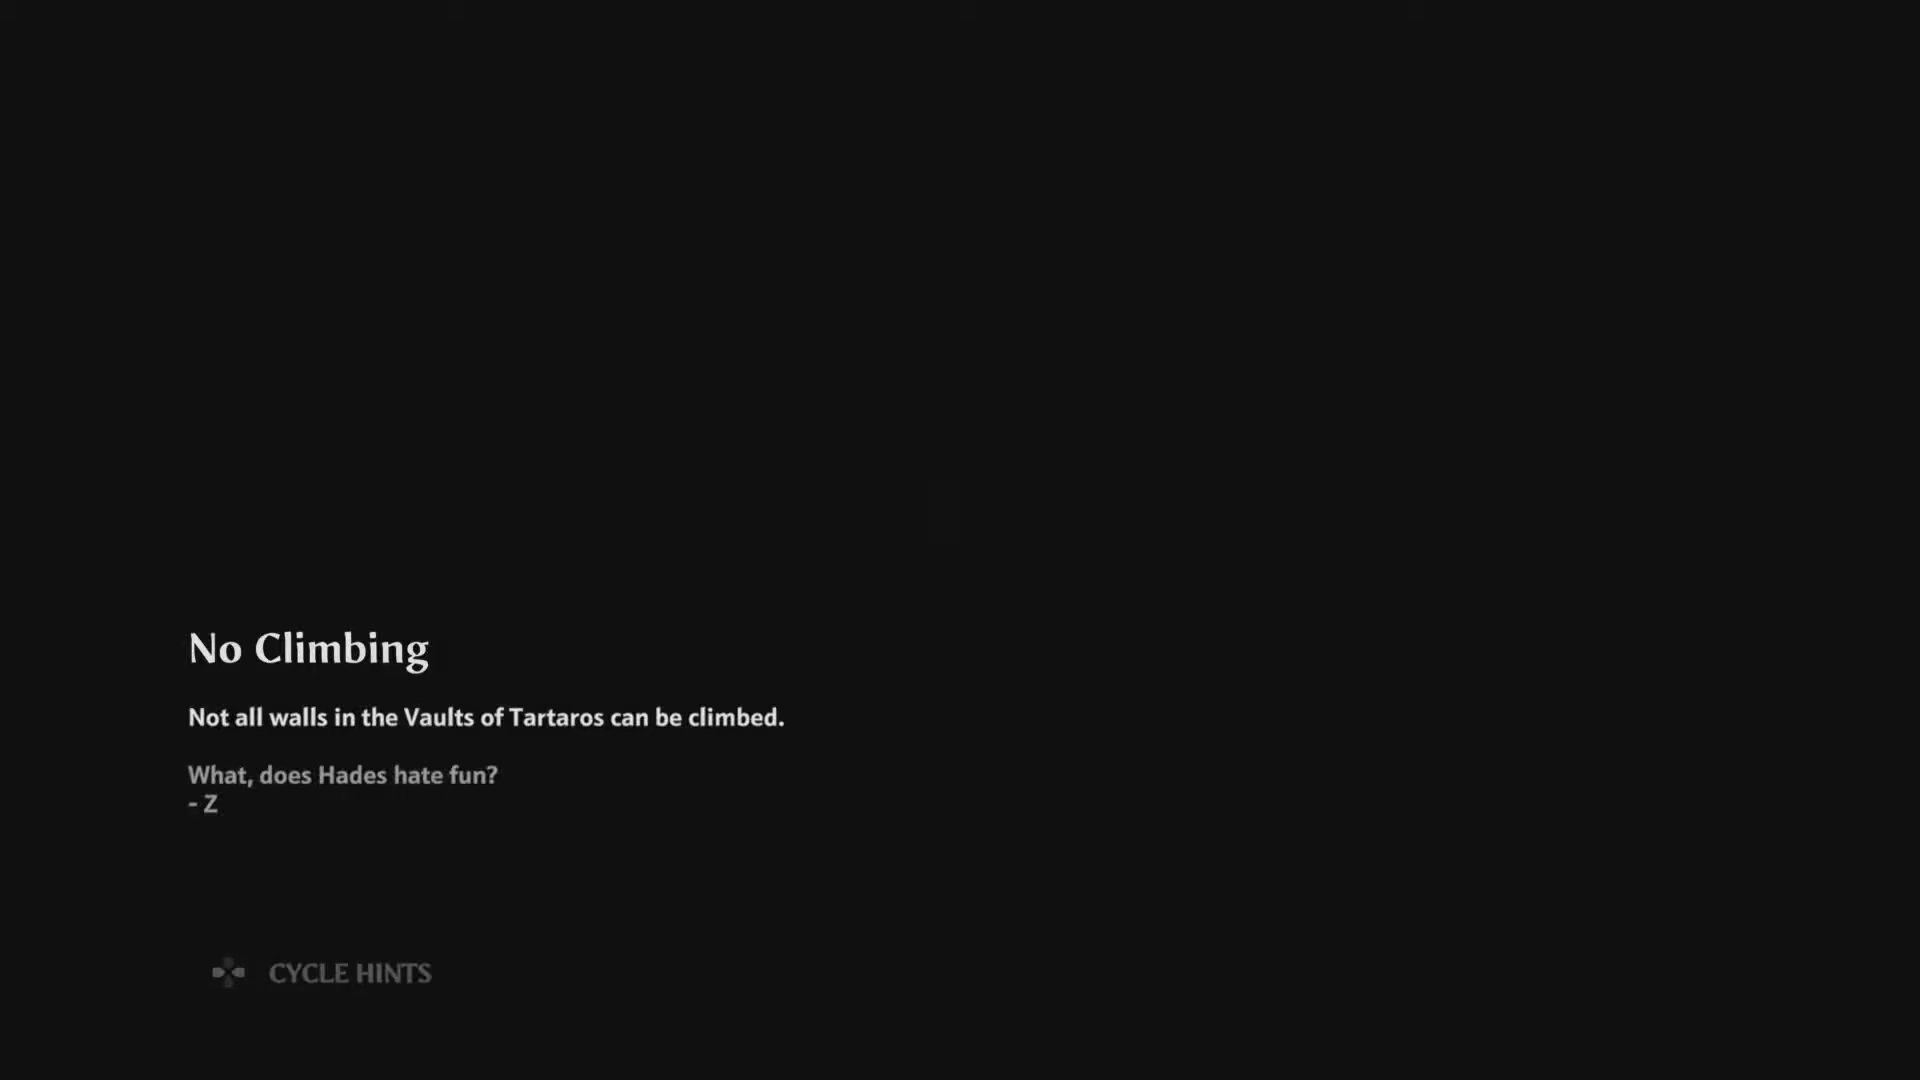 No Climbing
Not all walls in the Vaults of Tartaros can be climbed.
What, does Hades hate fun?
- Z
CYCLE HINTS